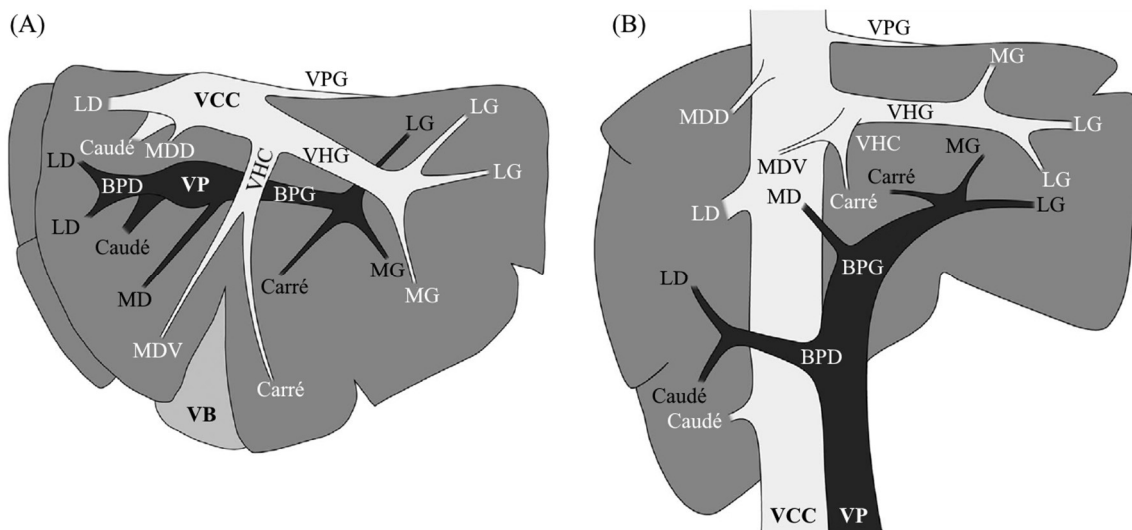 (A)
VPG
LD
VCC
LG
LG
Caudé
MDD
LD
VHG
VHC
LG
BPD
VP
BPG
LD
Caudé
MD
Carré
MG
MG
MDV
Carré
VB
(B)
VPG
MG
MDD
VHG
LG
VHC
MDV
MG
Carré
LG
MD
Carré
LD
LG
BPG
LD
BPD
Caudé
Caudé
VCC
VP